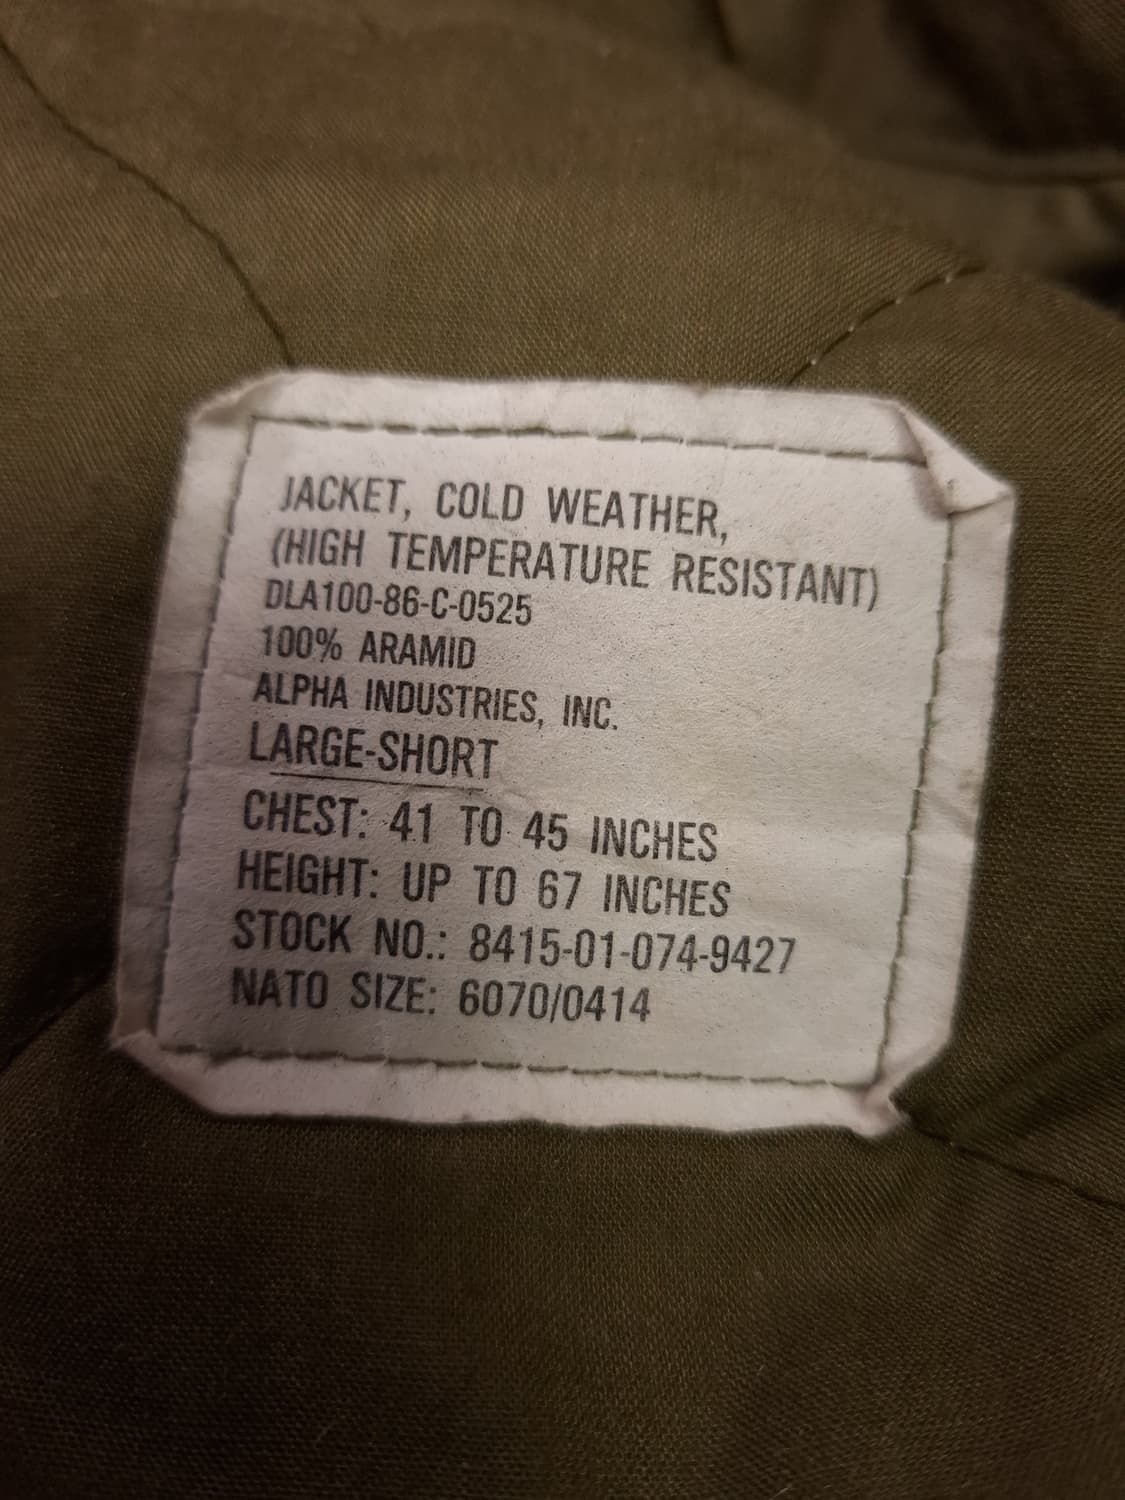 JACKET, COLD WEATHER,
(HIGH TEMPERATURE RESISTANT)
DLA100-86-C-0525
100% ARAMID
ALPHA INDUSTRIES, INC.
LARGE-SHORT
CHEST: 41 TO 45 INCHES
HEIGHT: UP TO 67 INCHES
STOCK NO.: 8415-01-074-9427
NATO SIZE: 6070/0414